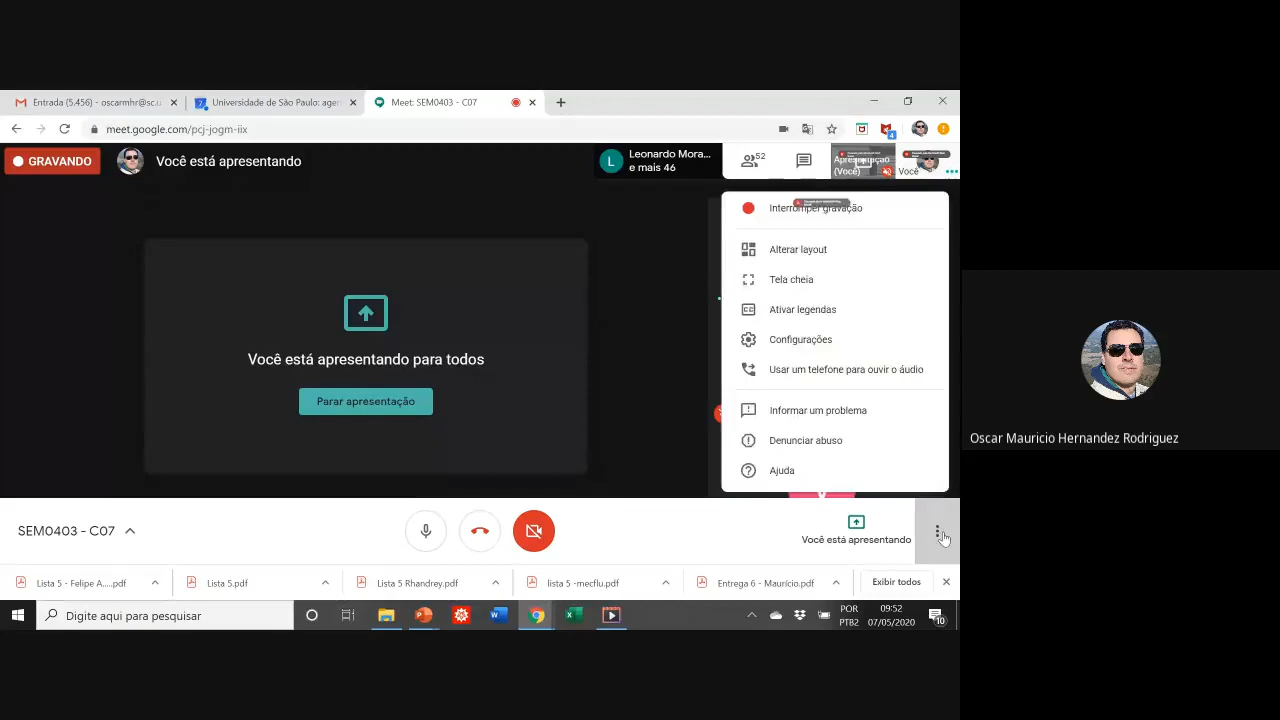 Entrada (5.456) - oscarmhr@sc.u
Universidade de São Paulo: agen
Meet: SEM0403 - C07
meet.google.com/pcj-jogm-iix
4
GRAVANDO
Você está apresentando
L
Leonardo Mora...
e mais 46
52
Apresentação
(Você)
Você
Interromper gravação
Alterar layout
Tela cheia
Ativar legendas
CC
Configurações
Usar um telefone para ouvir o áudio
Informar um problema
Denunciar abuso
Ajuda
Você está apresentando para todos
Parar apresentação
Oscar Mauricio Hernandez Rodriguez
SEM0403 - C07
Você está apresentando
Lista 5 - Felipe A.....pdf
Lista 5.pdf
Lista 5 Rhandrey.pdf
lista 5 -mecflu.pdf
Entrega 6 - Maurício.pdf
Exibir todos
Digite aqui para pesquisar
POR
PTB2
09:52
07/05/2020
10